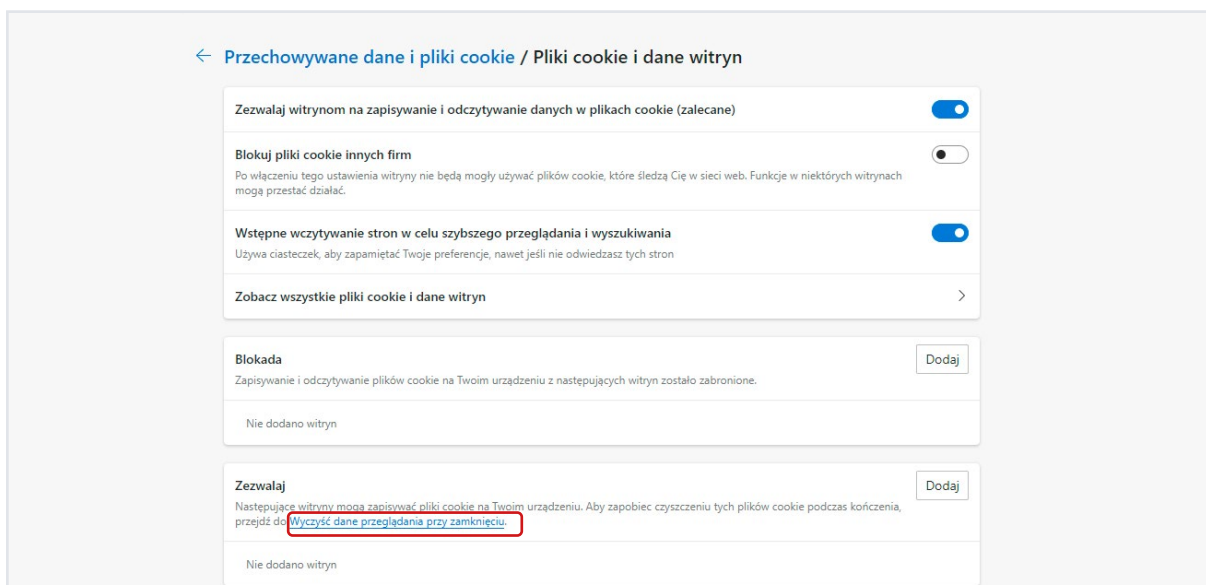 Przechowywane dane i pliki cookie / Pliki cookie i dane witryn
Zezwalaj witrynom na zapisywanie i odczytywanie danych w plikach cookie (zalecane)
Blokuj pliki cookie innych firm
Po włączeniu tego ustawienia witryny nie będą mogły używać plików cookie, które śledzą Cię w sieci web. Funkcje w niektórych witrynach
mogą przestać działać.
Wstępne wczytywanie stron w celu szybszego przeglądania i wyszukiwania
Używa ciasteczek, aby zapamiętać Twoje preferencje, nawet jeśli nie odwiedzasz tych stron
Zobacz wszystkie pliki cookie i dane witryn
Blokada
Dodaj
Zapisywanie i odczytywanie plików cookie na Twoim urządzeniu z następujących witryn zostało zabronione.
Nie dodano witryn
Zezwalaj
Dodaj
Następujące witryny mogą zapisywać pliki cookie na Twoim urządzeniu. Aby zapobiec czyszczeniu tych plików cookie podczas kończenia,
przejdź do Wyczyść dane przeglądania przy zamknięciu.
Nie dodano witryn